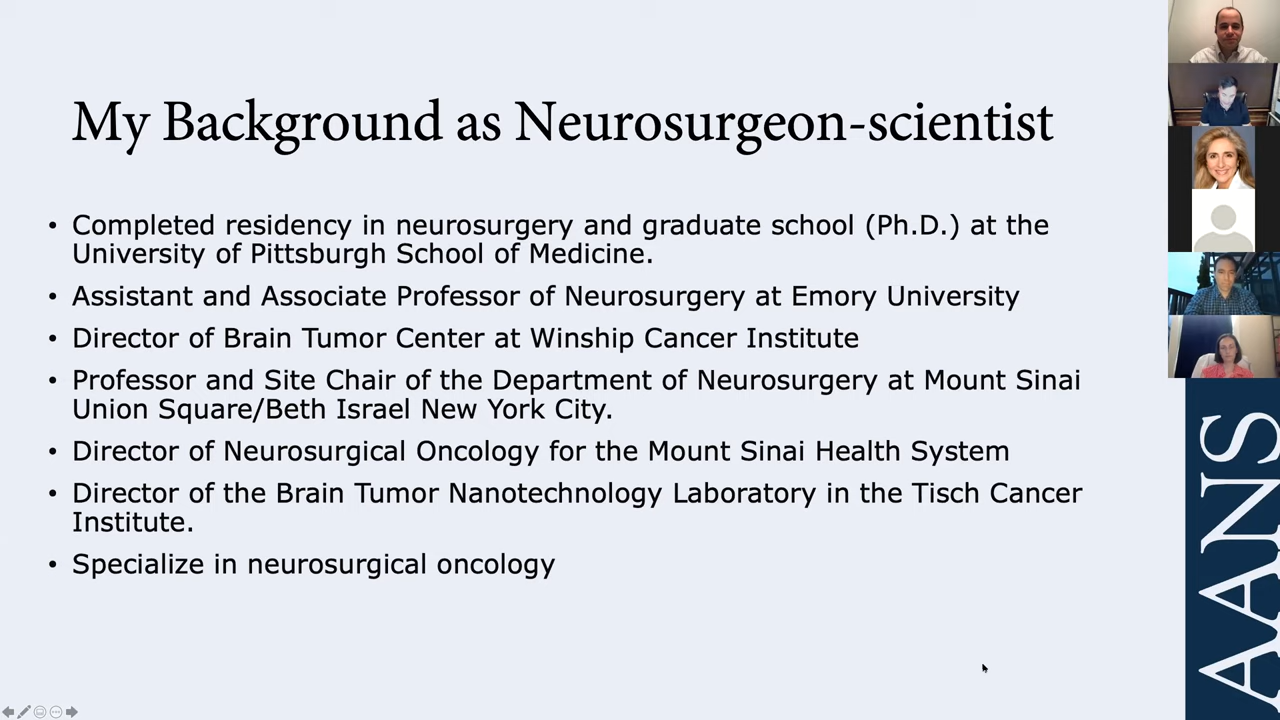 My Background as Neurosurgeon-scientist
• Completed residency in neurosurgery and graduate school (Ph.D.) at the
University of Pittsburgh School of Medicine.
• Assistant and Associate Professor of Neurosurgery at Emory University
• Director of Brain Tumor Center at Winship Cancer Institute
• Professor and Site Chair of the Department of Neurosurgery at Mount Sinai
Union Square/Beth Israel New York City.
• Director of Neurosurgical Oncology for the Mount Sinai Health System
• Director of the Brain Tumor Nanotechnology Laboratory in the Tisch Cancer
Institute.
• Specialize in neurosurgical oncology
AANS